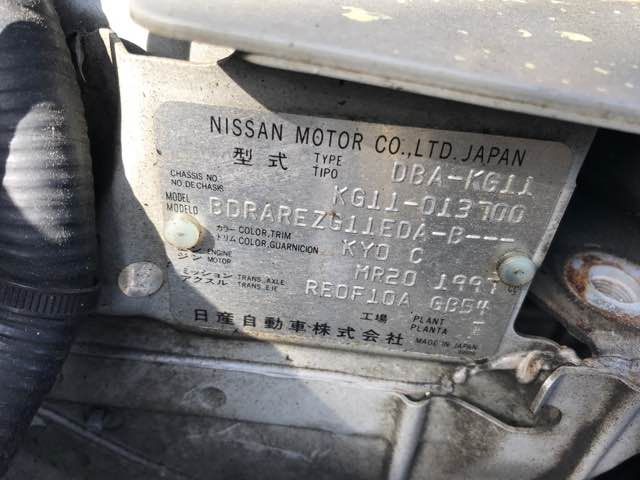 NISSAN MOTOR CO.,LTD.JAPAN
型式 TYPE TIPO DBA-KG11
CHASSIS NO. NO.DE CHASIS KG11-013700
MODEL MODELO BDRAREZG11EDA-B---
カラー COLOR,TRIM トリム COLOR,GUARNICION KY0 C
エンジン ENGINE MOTOR MR20 1997
ミッション TRANS.AXLE アクスル TRANS.EJE RE0F10A GB54
工場 PLANT PLANTA I
日産自動車株式会社 MADE IN JAPAN